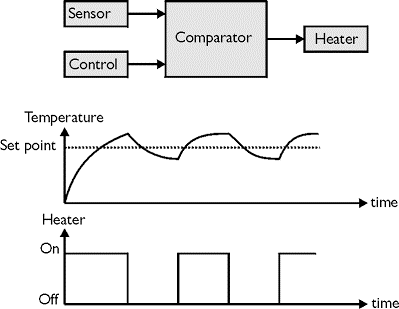 Sensor
Comparator
Control
Heater
Temperature
Set point
time
Heater
On
Off
time